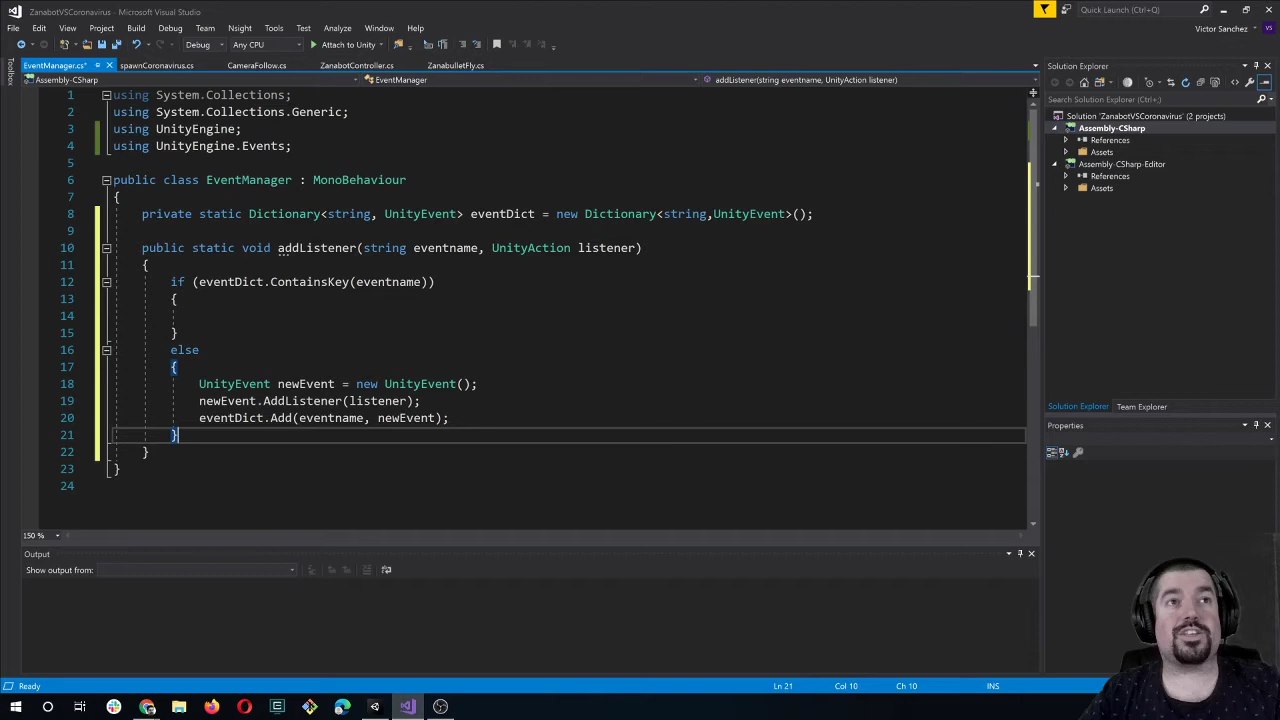 ZanabotVSCoronavirus - Microsoft Visual Studio
Quick Launch (Ctrl+Q)
File Edit View Project Build Debug Team Nsight Tools Test Analyze Window Help
Victor Sanchez VS
Debug Any CPU Attach to Unity
Toolbox
EventManager.cs* spawnCoronavirus.cs CameraFollow.cs ZanabotController.cs ZanabulletFly.cs
Assembly-CSharp EventManager addListener(string eventname, UnityAction listener)
1 using System.Collections;
2 using System.Collections.Generic;
3 using UnityEngine;
4 using UnityEngine.Events;
5
6 public class EventManager : MonoBehaviour
7 {
8 private static Dictionary<string, UnityEvent> eventDict = new Dictionary<string,UnityEvent>();
9
10 public static void addListener(string eventname, UnityAction listener)
11 {
12 if (eventDict.ContainsKey(eventname))
13 {
14
15 }
16 else
17 {
18 UnityEvent newEvent = new UnityEvent();
19 newEvent.AddListener(listener);
20 eventDict.Add(eventname, newEvent);
21 }
22 }
23 }
24
150 %
Output
Show output from:
Solution Explorer
Search Solution Explorer (Ctrl+;)
Solution 'ZanabotVSCoronavirus' (2 projects)
Assembly-CSharp
References
Assets
Assembly-CSharp-Editor
References
Assets
Solution Explorer Team Explorer
Properties
Ready Ln 21 Col 10 Ch 10 INS